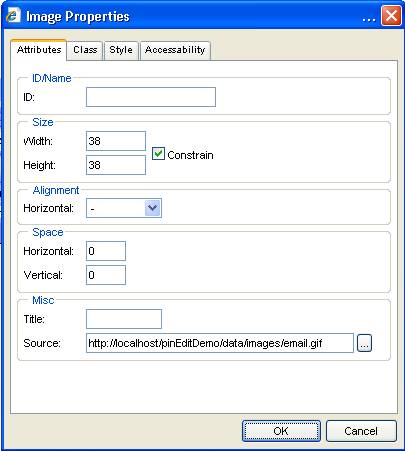 Image Properties ...
Attributes Class Style Accessability
ID/Name
ID:
Size
Width: 38
Height: 38
Constrain
Alignment
Horizontal: -
Space
Horizontal: 0
Vertical: 0
Misc
Title:
Source: http://localhost/pinEditDemo/data/images/email.gif ...
OK Cancel